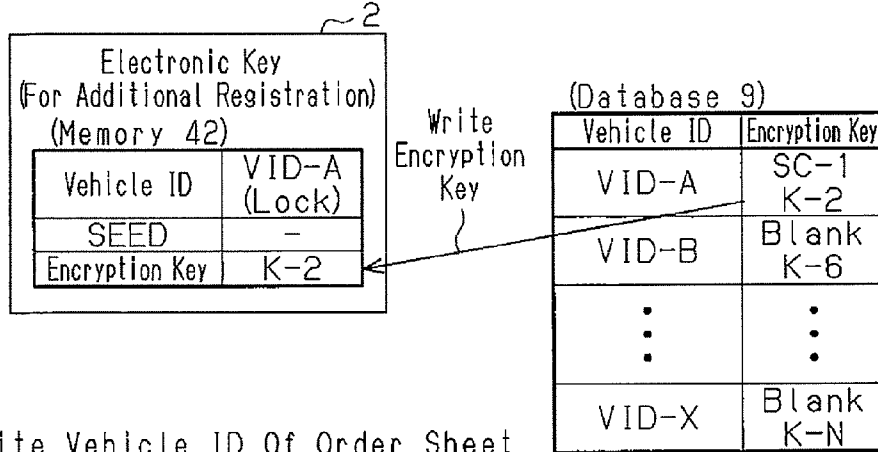 2
Electronic Key
(For Additional Registration)
(Memory 42)
Vehicle ID
VID-A
(Lock)
SEED
-
Encryption Key
K-2
Write
Encryption
Key
(Database 9)
Vehicle ID
Encryption Key
VID-A
SC-1
K-2
VID-B
Blank
K-6
VID-X
Blank
K-N
Vehicle ID Of Order Sheet